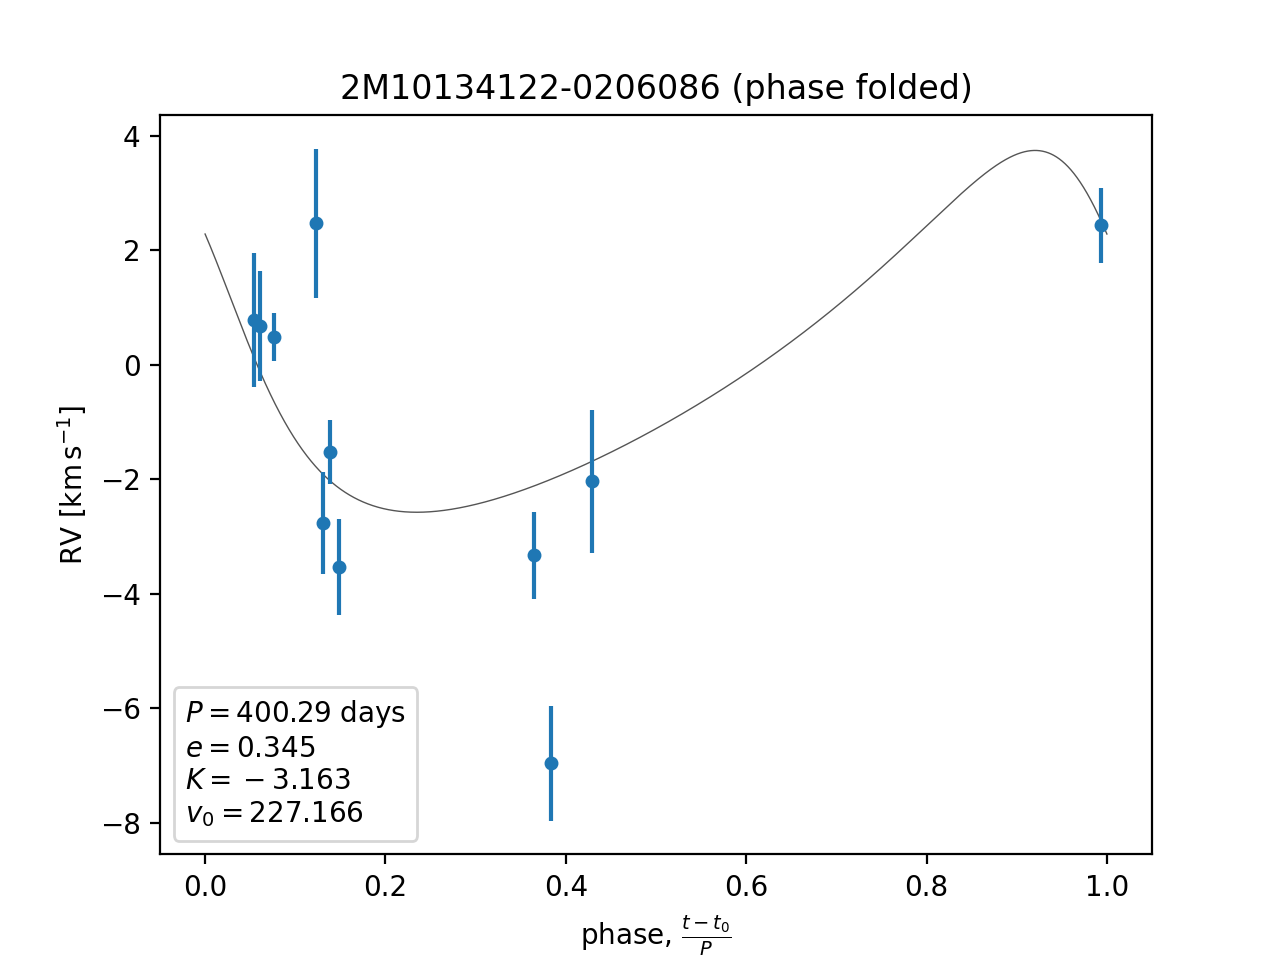 2M10134122-0206086 (phase folded)
4
2
0
−2
−4
−6
−8
RV [km s⁻¹]
P = 400.29 days
e = 0.345
K = − 3.163
v₀ = 227.166
0.0 0.2 0.4 0.6 0.8 1.0
phase, (t − t₀)/P